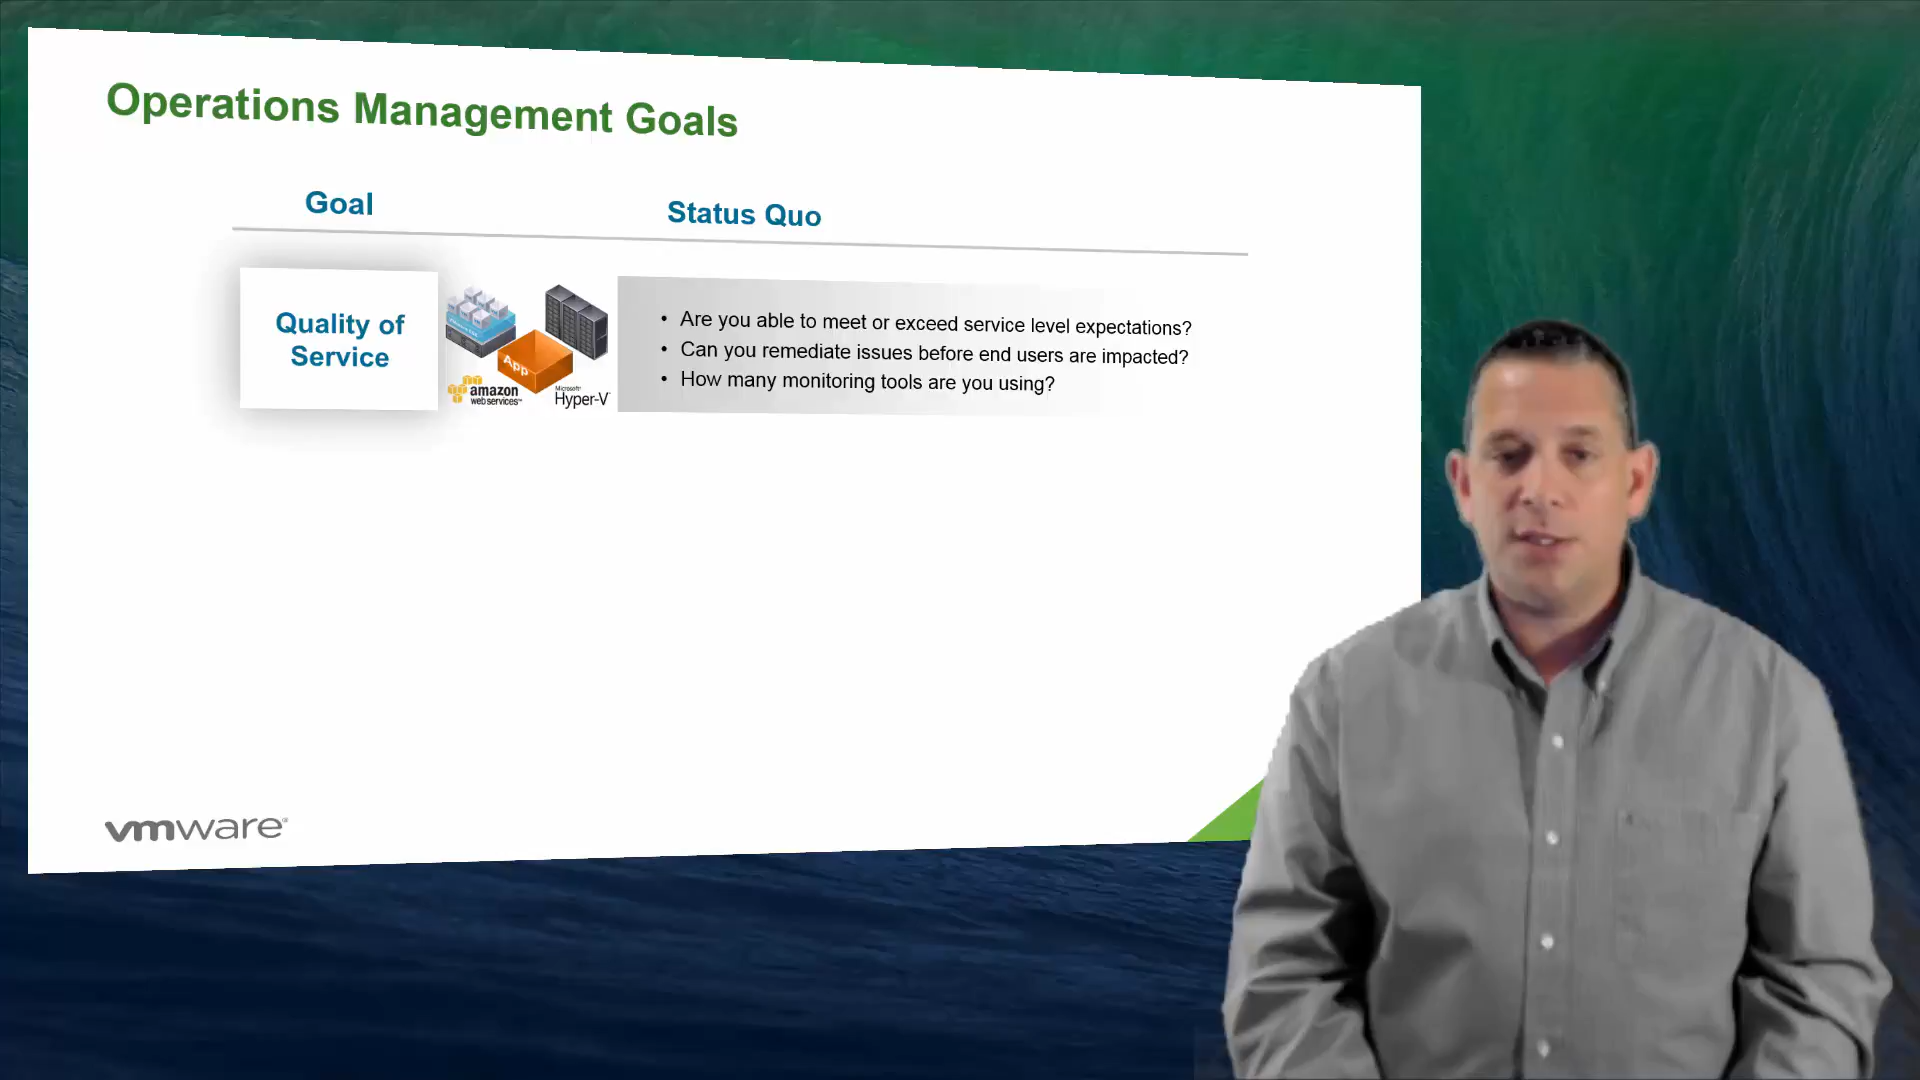 Operations Management Goals
Goal
Status Quo
Quality of
Service
App
amazon
web services™
Microsoft
Hyper-V
• Are you able to meet or exceed service level expectations?
• Can you remediate issues before end users are impacted?
• How many monitoring tools are you using?
vmware®